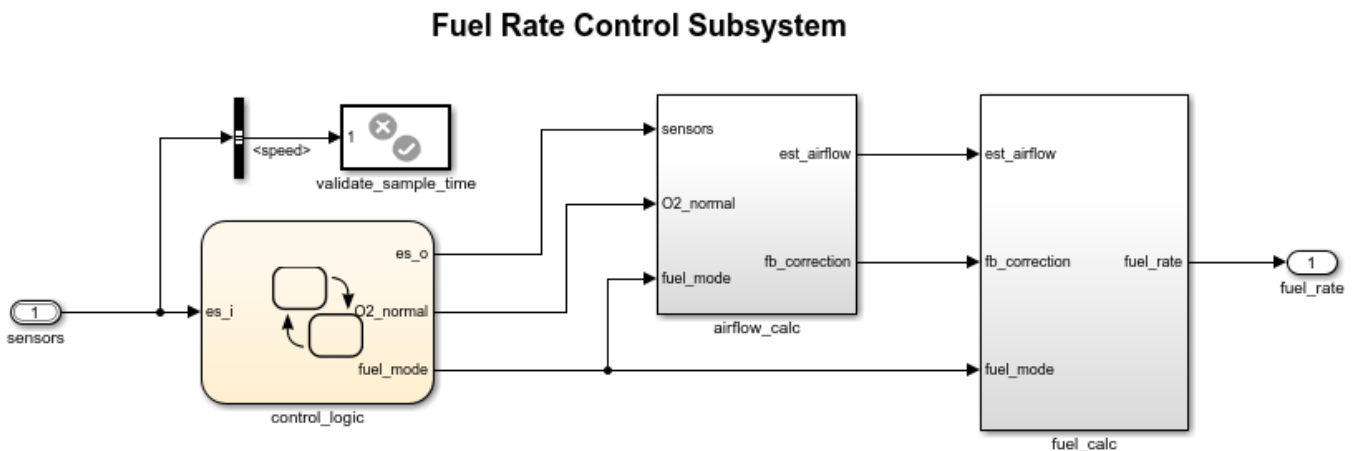 Fuel Rate Control Subsystem
<speed>
1
validate_sample_time
1
sensors
es_i
es_o
O2_normal
fuel_mode
control_logic
sensors
O2_normal
fuel_mode
est_airflow
fb_correction
airflow_calc
est_airflow
fb_correction
fuel_mode
fuel_rate
fuel_calc
1
fuel_rate